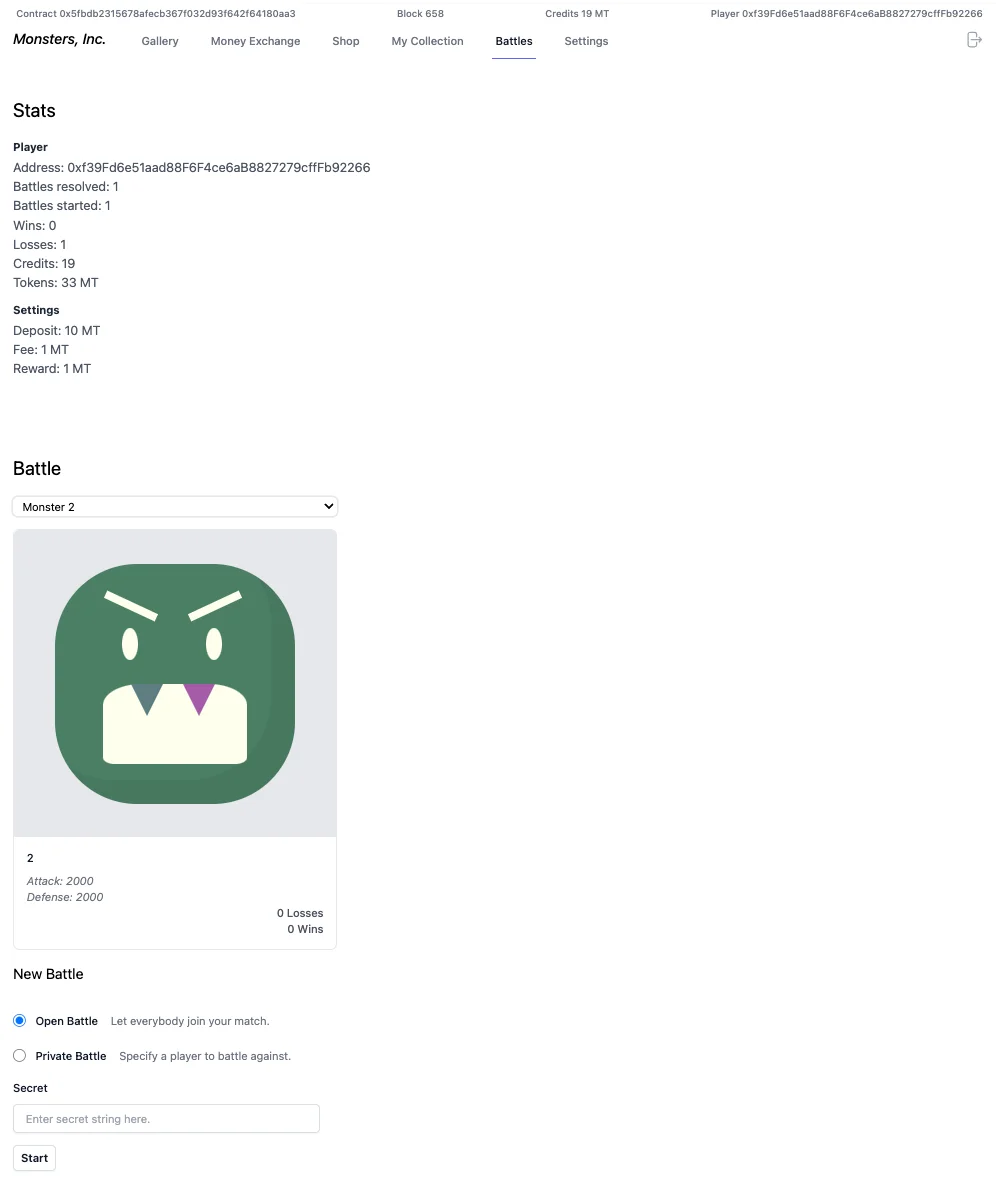 Contract 0x5fbdb2315678afecb367f032d93f642f64180aa3 Block 658 Credits 19 MT Player 0xf39Fd6e51aad88F6F4ce6aB8827279cffFb92266
Monsters, Inc. Gallery Money Exchange Shop My Collection Battles Settings
Stats
Player
Address: 0xf39Fd6e51aad88F6F4ce6aB8827279cffFb92266
Battles resolved: 1
Battles started: 1
Wins: 0
Losses: 1
Credits: 19
Tokens: 33 MT
Settings
Deposit: 10 MT
Fee: 1 MT
Reward: 1 MT
Battle
Monster 2
2
Attack: 2000
Defense: 2000
0 Losses
0 Wins
New Battle
Open Battle Let everybody join your match.
Private Battle Specify a player to battle against.
Secret
Enter secret string here.
Start